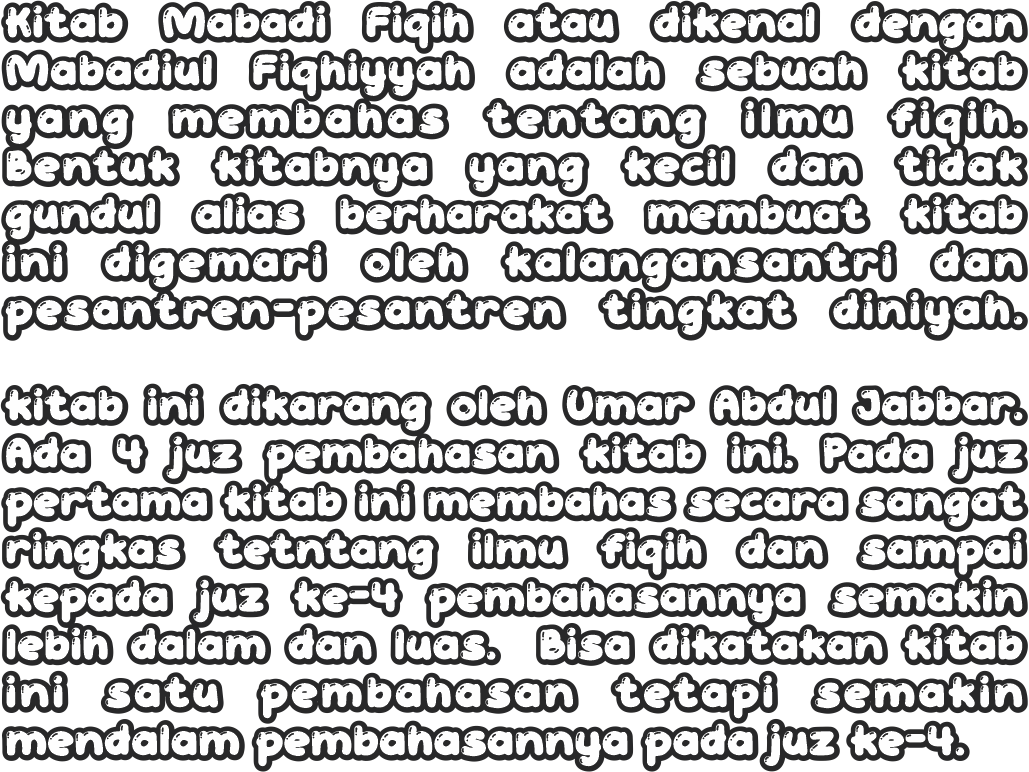 Kitab Mabadi Fiqih atau dikenal dengan
Mabadiul Fiqhiyyah adalah sebuah kitab
yang membahas tentang ilmu fiqih.
Bentuk kitabnya yang kecil dan tidak
gundul alias berharakat membuat kitab
ini digemari oleh kalangansantri dan
pesantren-pesantren tingkat diniyah.
kitab ini dikarang oleh Umar Abdul Jabbar.
Ada 4 juz pembahasan kitab ini. Pada juz
pertama kitab ini membahas secara sangat
ringkas tetntang ilmu fiqih dan sampai
kepada juz ke-4 pembahasannya semakin
lebih dalam dan luas. Bisa dikatakan kitab
ini satu pembahasan tetapi semakin
mendalam pembahasannya pada juz ke-4.